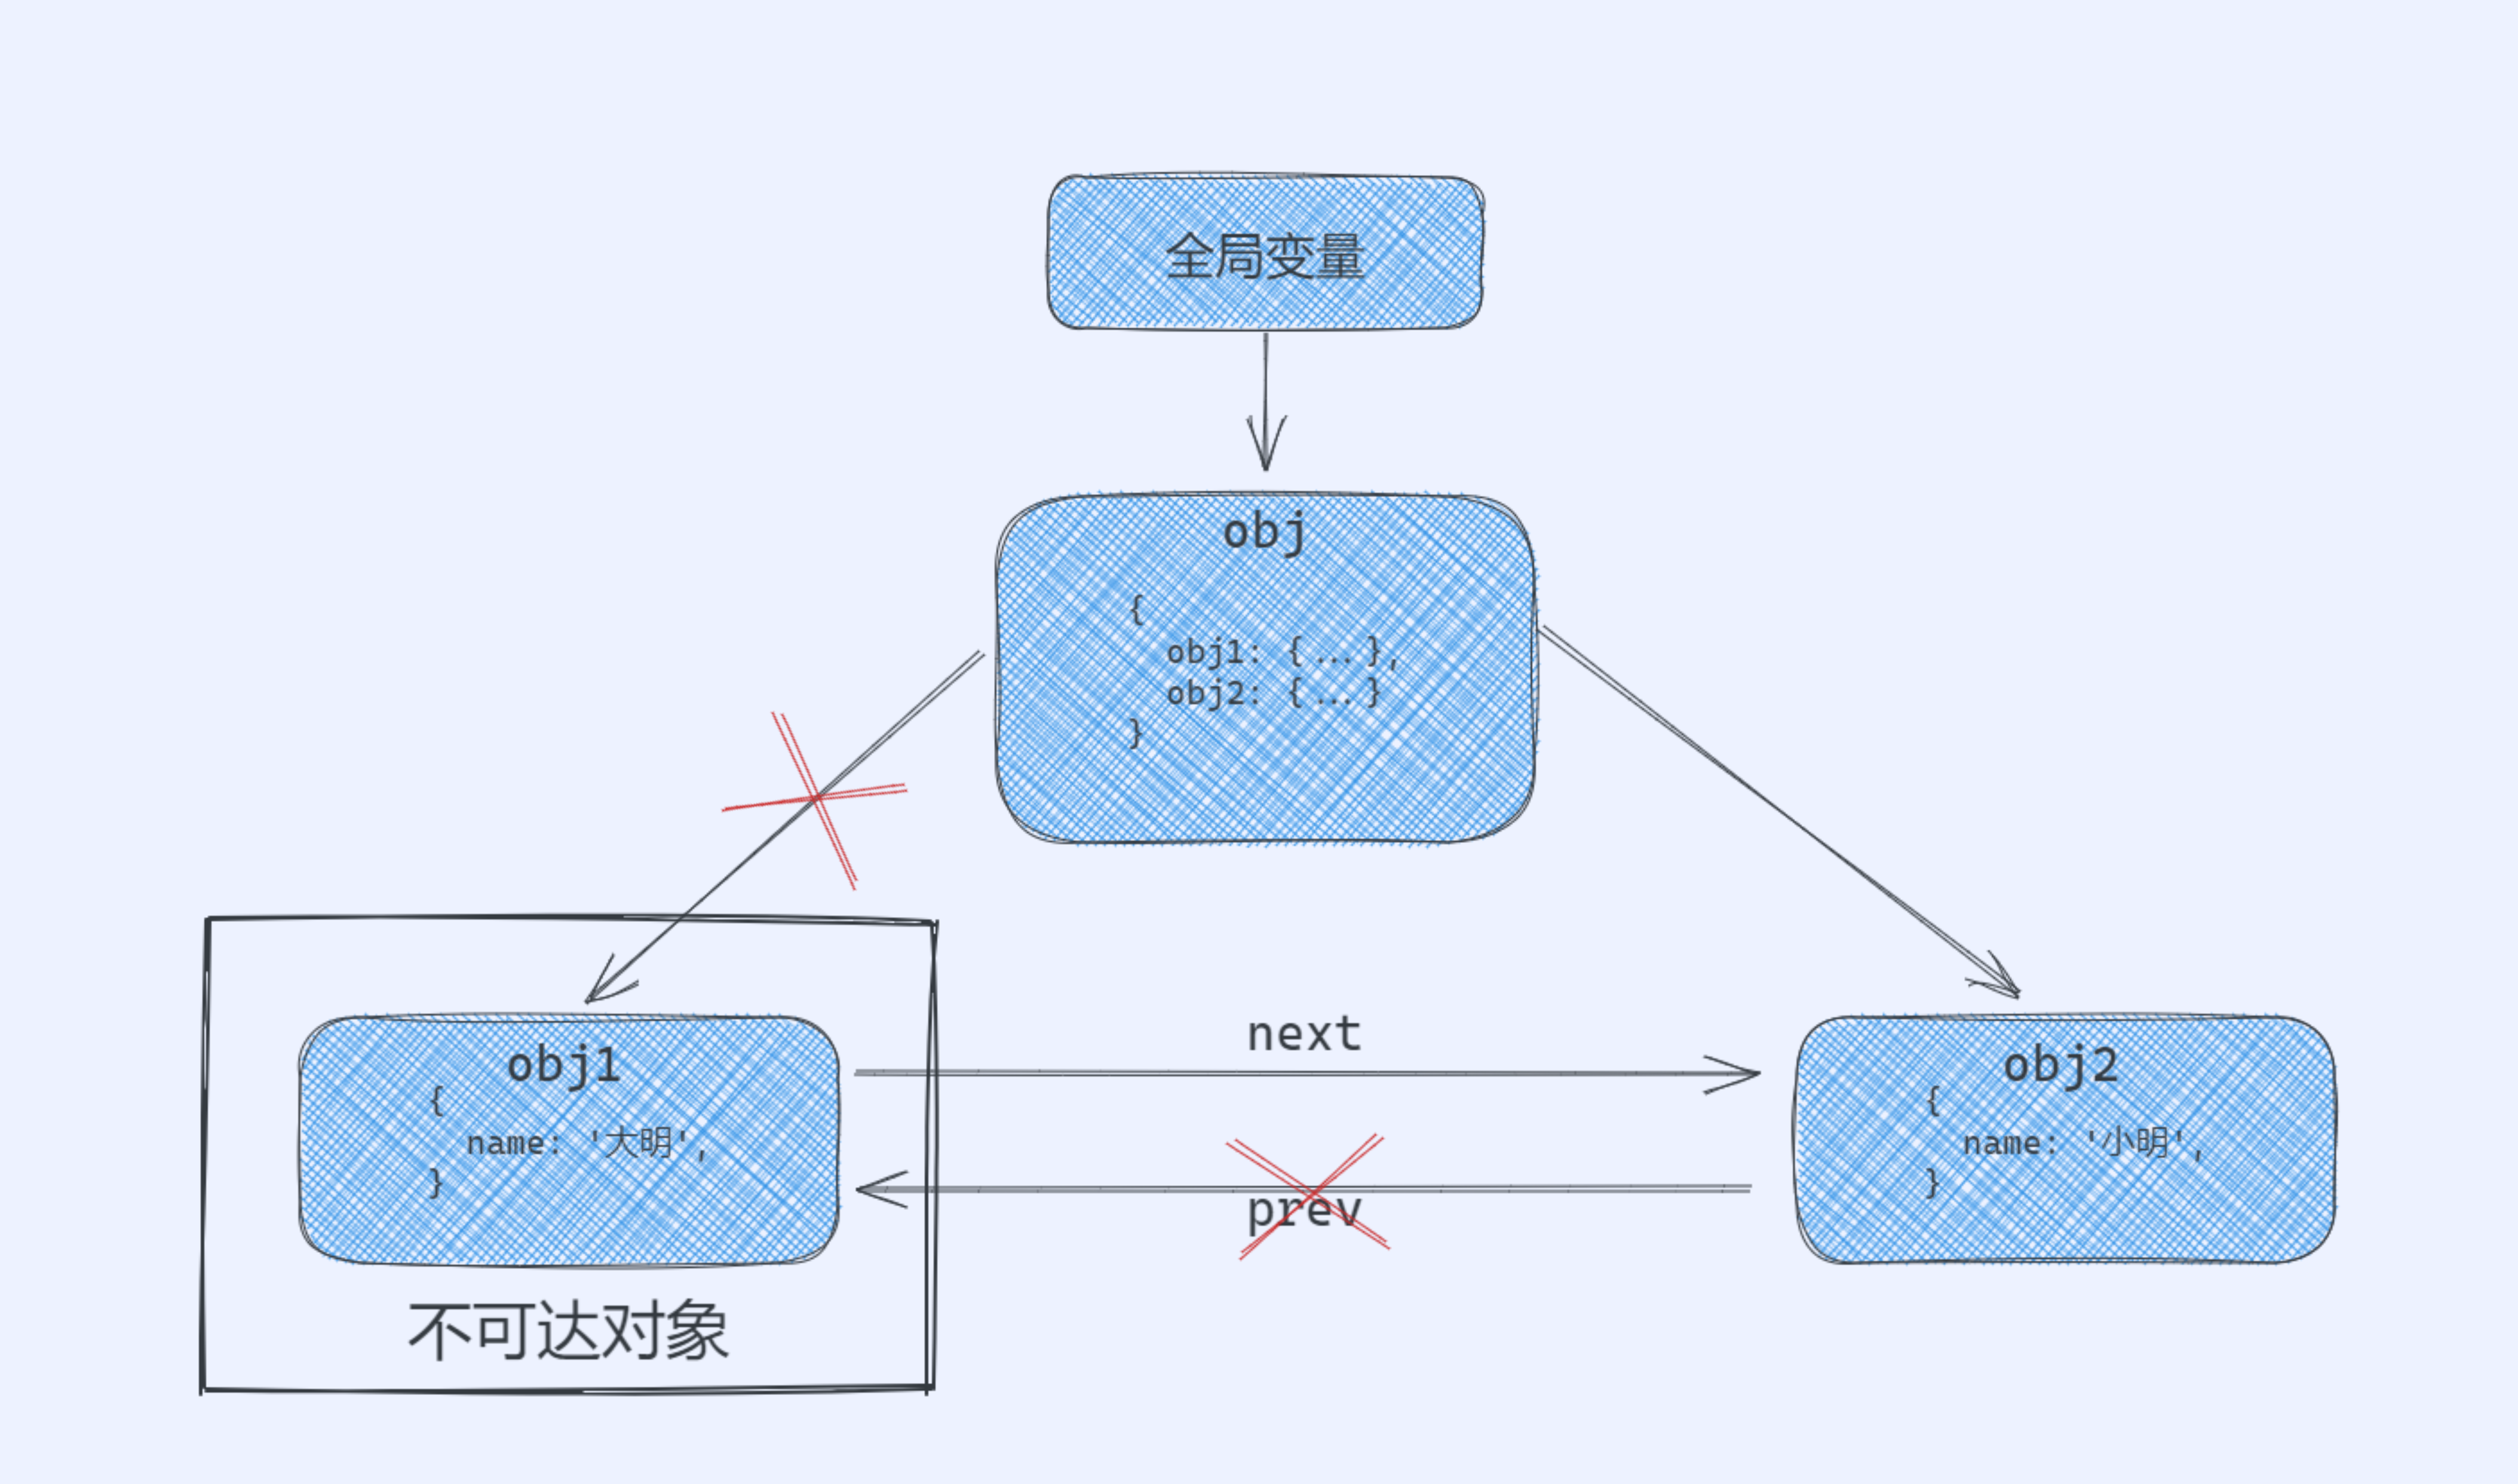 全局变量
obj
{
  obj1: {...},
  obj2: {...}
}
next
obj1
{
  name: '大明',
}
obj2
{
  name: '小明',
}
prev
不可达对象